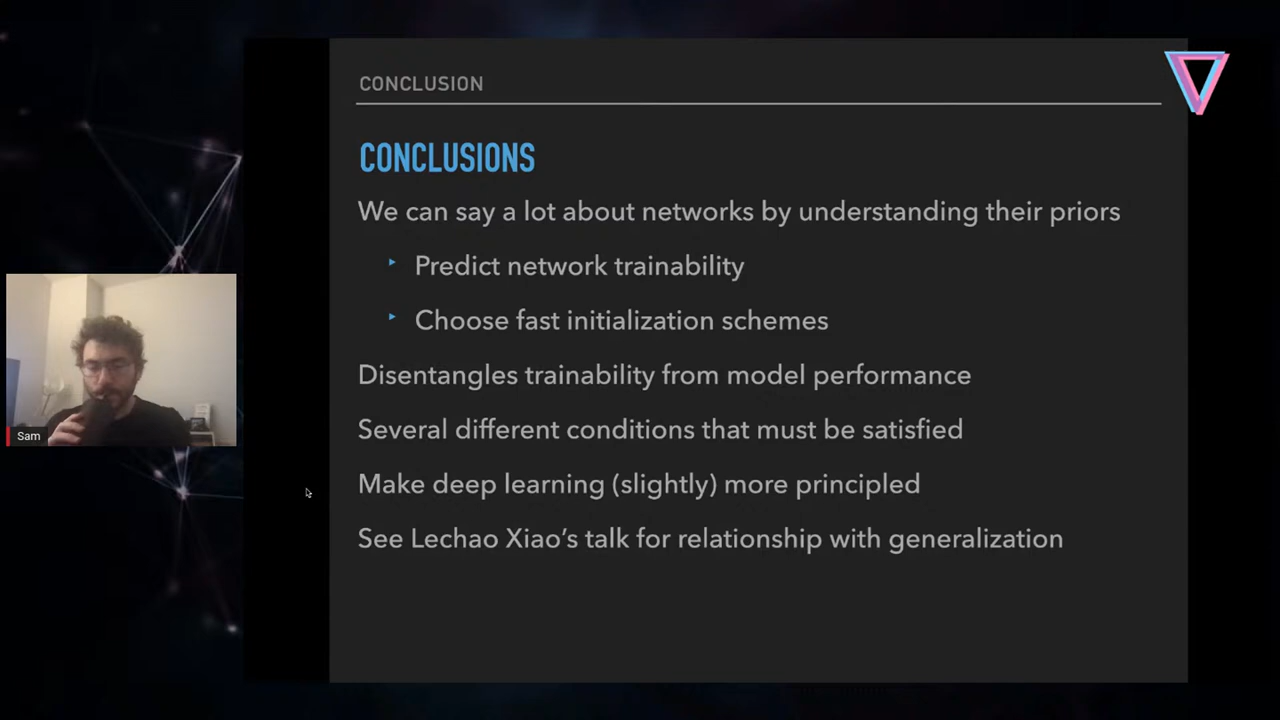 CONCLUSION
CONCLUSIONS
We can say a lot about networks by understanding their priors
Predict network trainability
Choose fast initialization schemes
Disentangles trainability from model performance
Several different conditions that must be satisfied
Make deep learning (slightly) more principled
See Lechao Xiao’s talk for relationship with generalization
Sam